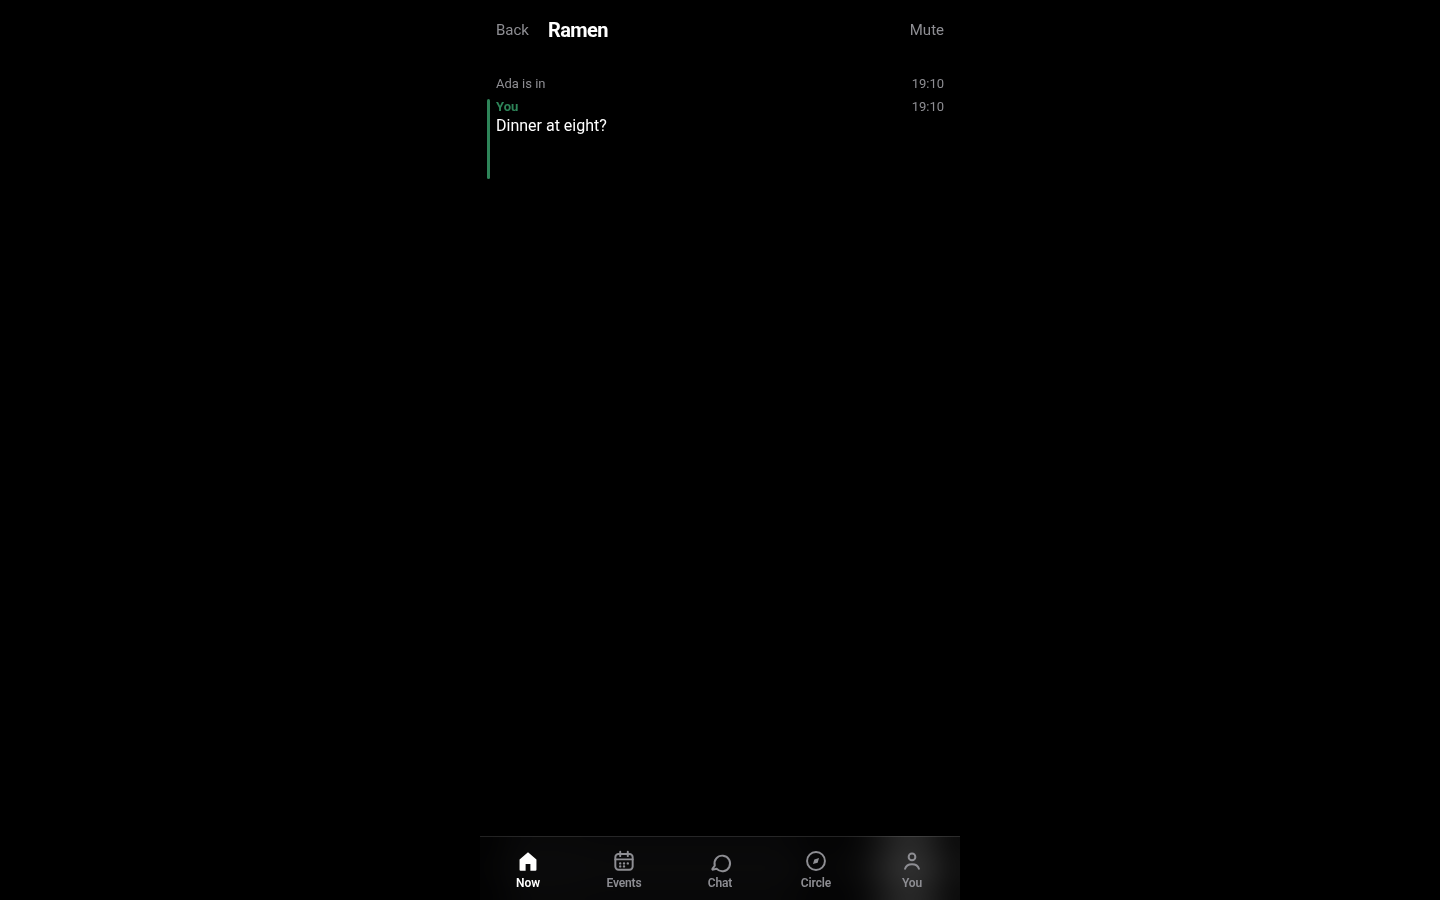 Back Ramen Mute
Ada is in 19:10
You 19:10
Dinner at eight?
Now Events Chat Circle You